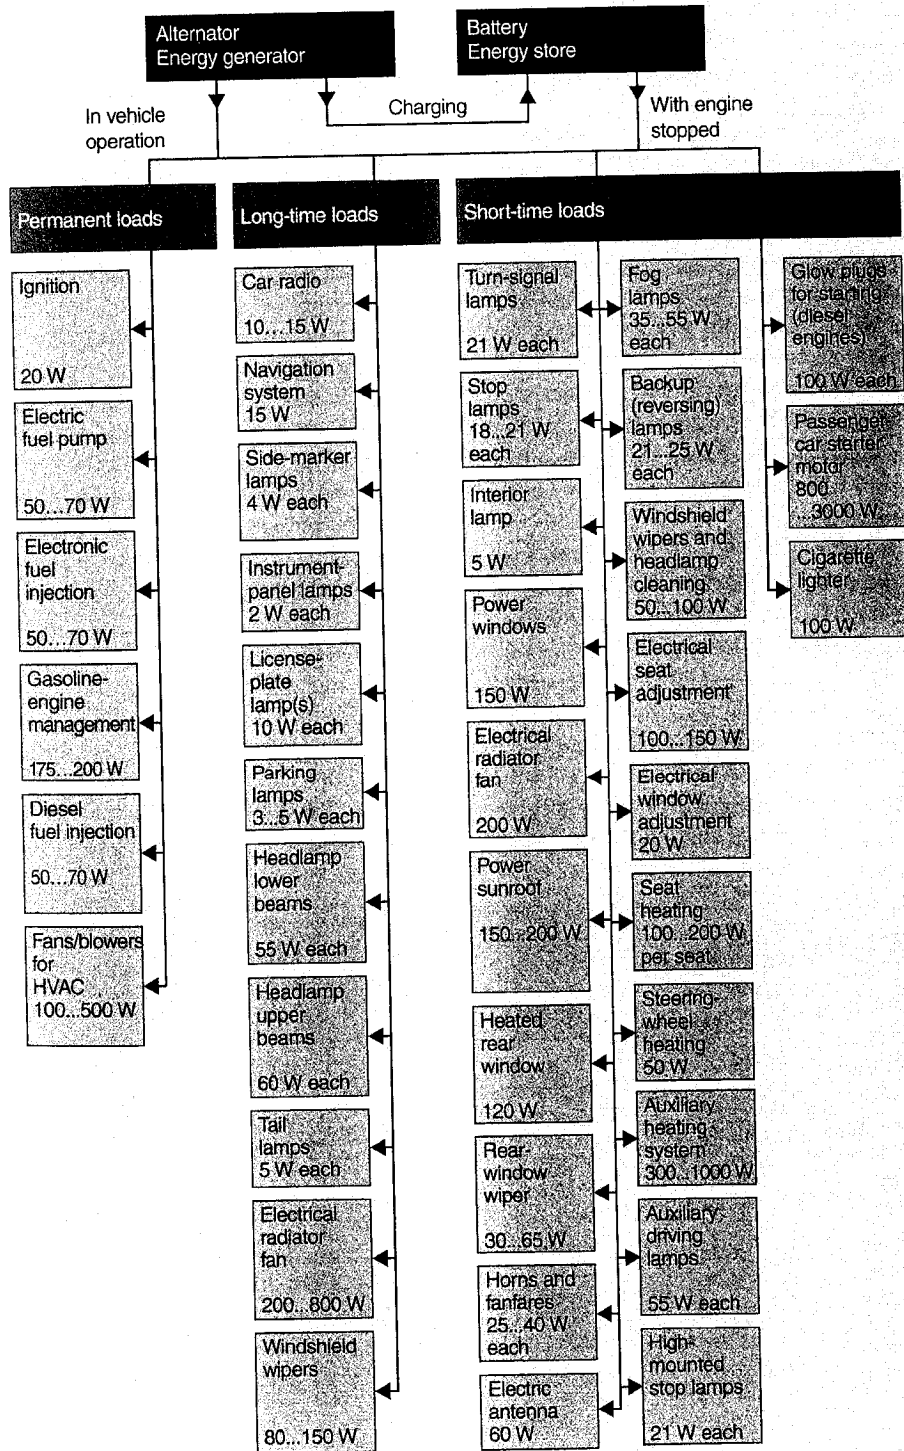 Alternator
Energy generator
Battery
Energy store
In vehicle
operation
Charging
With engine
stopped
Permanent loads
Long-time loads
Short-time loads
Ignition
20 W
Electric
fuel pump
50...70 W
Electronic
fuel
injection
50...70 W
Gasoline-
engine
management
175...200 W
Diesel
fuel injection
50...70 W
Fans/blowers
for
HVAC
100...500 W
Car radio
10...15 W
Navigation
system
15 W
Side-marker
lamps
4 W each
Instrument-
panel lamps
2 W each
License-
plate
lamp(s)
10 W each
Parking
lamps
3...5 W each
Headlamp
lower
beams
55 W each
Headlamp
upper
beams
60 W each
Tail
lamps
5 W each
Electrical
radiator
fan
200...800 W
Windshield
wipers
80...150 W
Turn-signal
lamps
21 W each
Stop
lamps
18...21 W
each
Interior
lamp
5 W
Power
windows
150 W
Electrical
radiator
fan
200 W
Power
sunroof
150...200 W
Heated
rear
window
120 W
Rear-
window
wiper
30...65 W
Horns and
fanfares
25...40 W
each
Electric
antenna
60 W
Fog
lamps
35...55 W
each
Backup
(reversing)
lamps
21...25 W
each
Windshield
wipers and
headlamp
cleaning
50...100 W
Electrical
seat
adjustment
100...150 W
Electrical
window
adjustment
20 W
Seat
heating
100...200 W
per seat
Steering-
wheel
heating
50 W
Auxiliary
heating
system
300...1000 W
Auxiliary
driving
lamps
55 W each
High-
mounted
stop lamps
21 W each
Glow plugs
for starting
(diesel
engines)
100 W each
Passenger-
car starter
motor
800
...3000 W
Cigarette
lighter
100 W